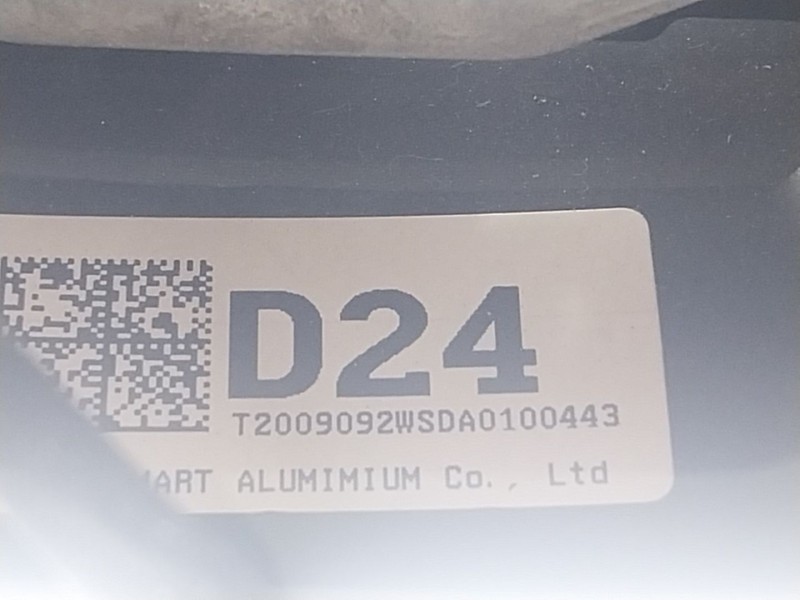 D24
T2009092WSDA0100443
ALUMIMIUM Co., Ltd